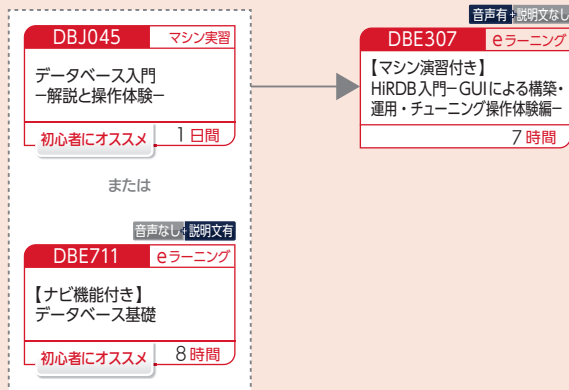 DBJ045 マシン実習
データベース入門
−解説と操作体験−
初心者にオススメ 1日間
または
音声なし+説明文有
DBE711 eラーニング
【ナビ機能付き】
データベース基礎
初心者にオススメ 8時間
音声有+説明文なし
DBE307 eラーニング
【マシン演習付き】
HiRDB入門−GUIによる構築・
運用・チューニング操作体験編−
7時間